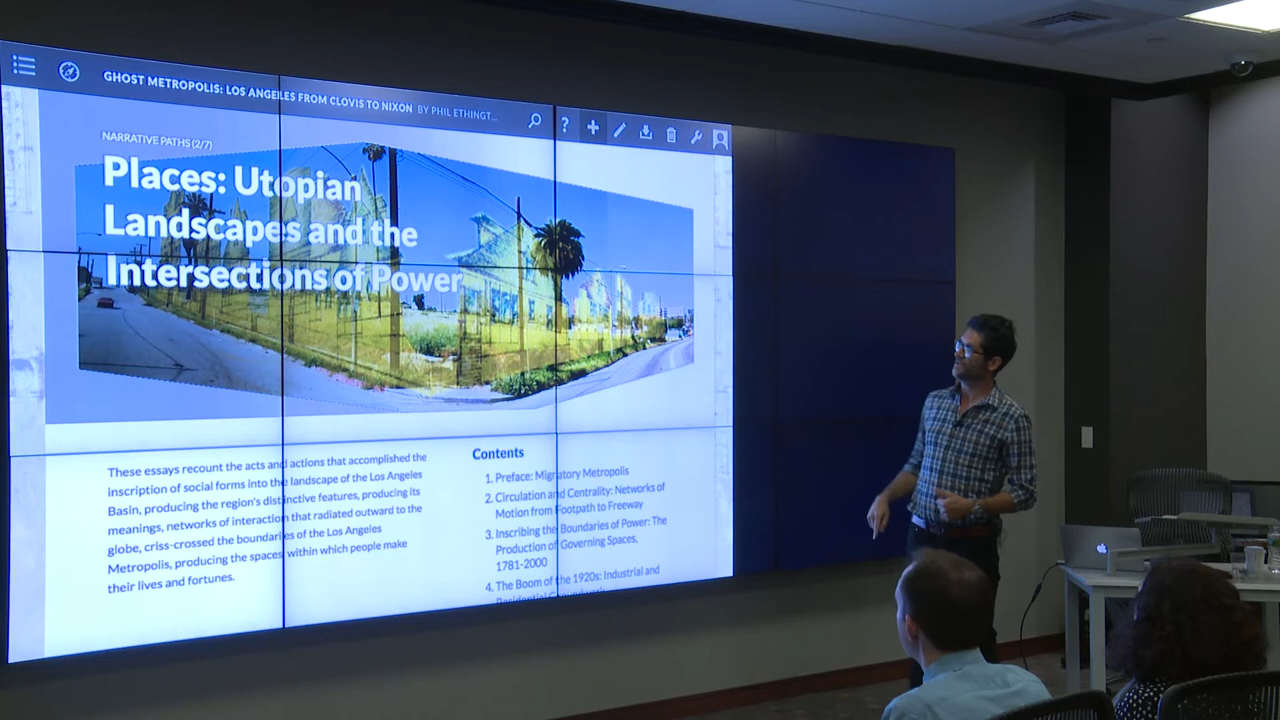 GHOST METROPOLIS: LOS ANGELES FROM CLOVIS TO NIXON BY PHIL ETHINGT...
?
NARRATIVE PATHS (2/7)
Places: Utopian
Landscapes and the
Intersections of Power
These essays recount the acts and actions that accomplished the
inscription of social forms into the landscape of the Los Angeles
Basin, producing the region's distinctive features, producing its
meanings, networks of interaction that radiated outward to the
globe, criss-crossed the boundaries of the Los Angeles
Metropolis, producing the spaces within which people make
their lives and fortunes.
Contents
1. Preface: Migratory Metropolis
2. Circulation and Centrality: Networks of
Motion from Footpath to Freeway
3. Inscribing the Boundaries of Power: The
Production of Governing Spaces,
1781-2000
4. The Boom of the 1920s: Industrial and
Residential